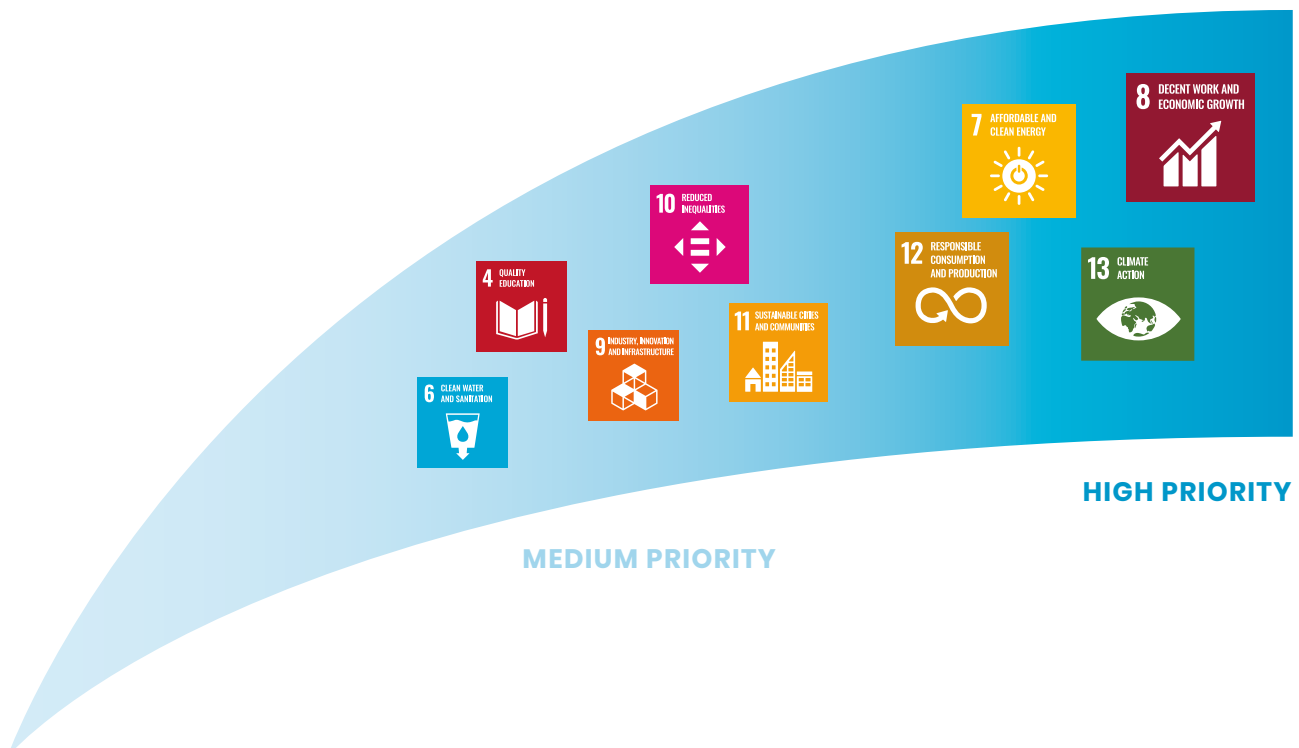 8 DECENT WORK AND
ECONOMIC GROWTH
7 AFFORDABLE AND
CLEAN ENERGY
10 REDUCED
INEQUALITIES
12 RESPONSIBLE
CONSUMPTION
AND PRODUCTION
13 CLIMATE
ACTION
4 QUALITY
EDUCATION
11 SUSTAINABLE CITIES
AND COMMUNITIES
9 INDUSTRY, INNOVATION
AND INFRASTRUCTURE
6 CLEAN WATER
AND SANITATION
HIGH PRIORITY
MEDIUM PRIORITY